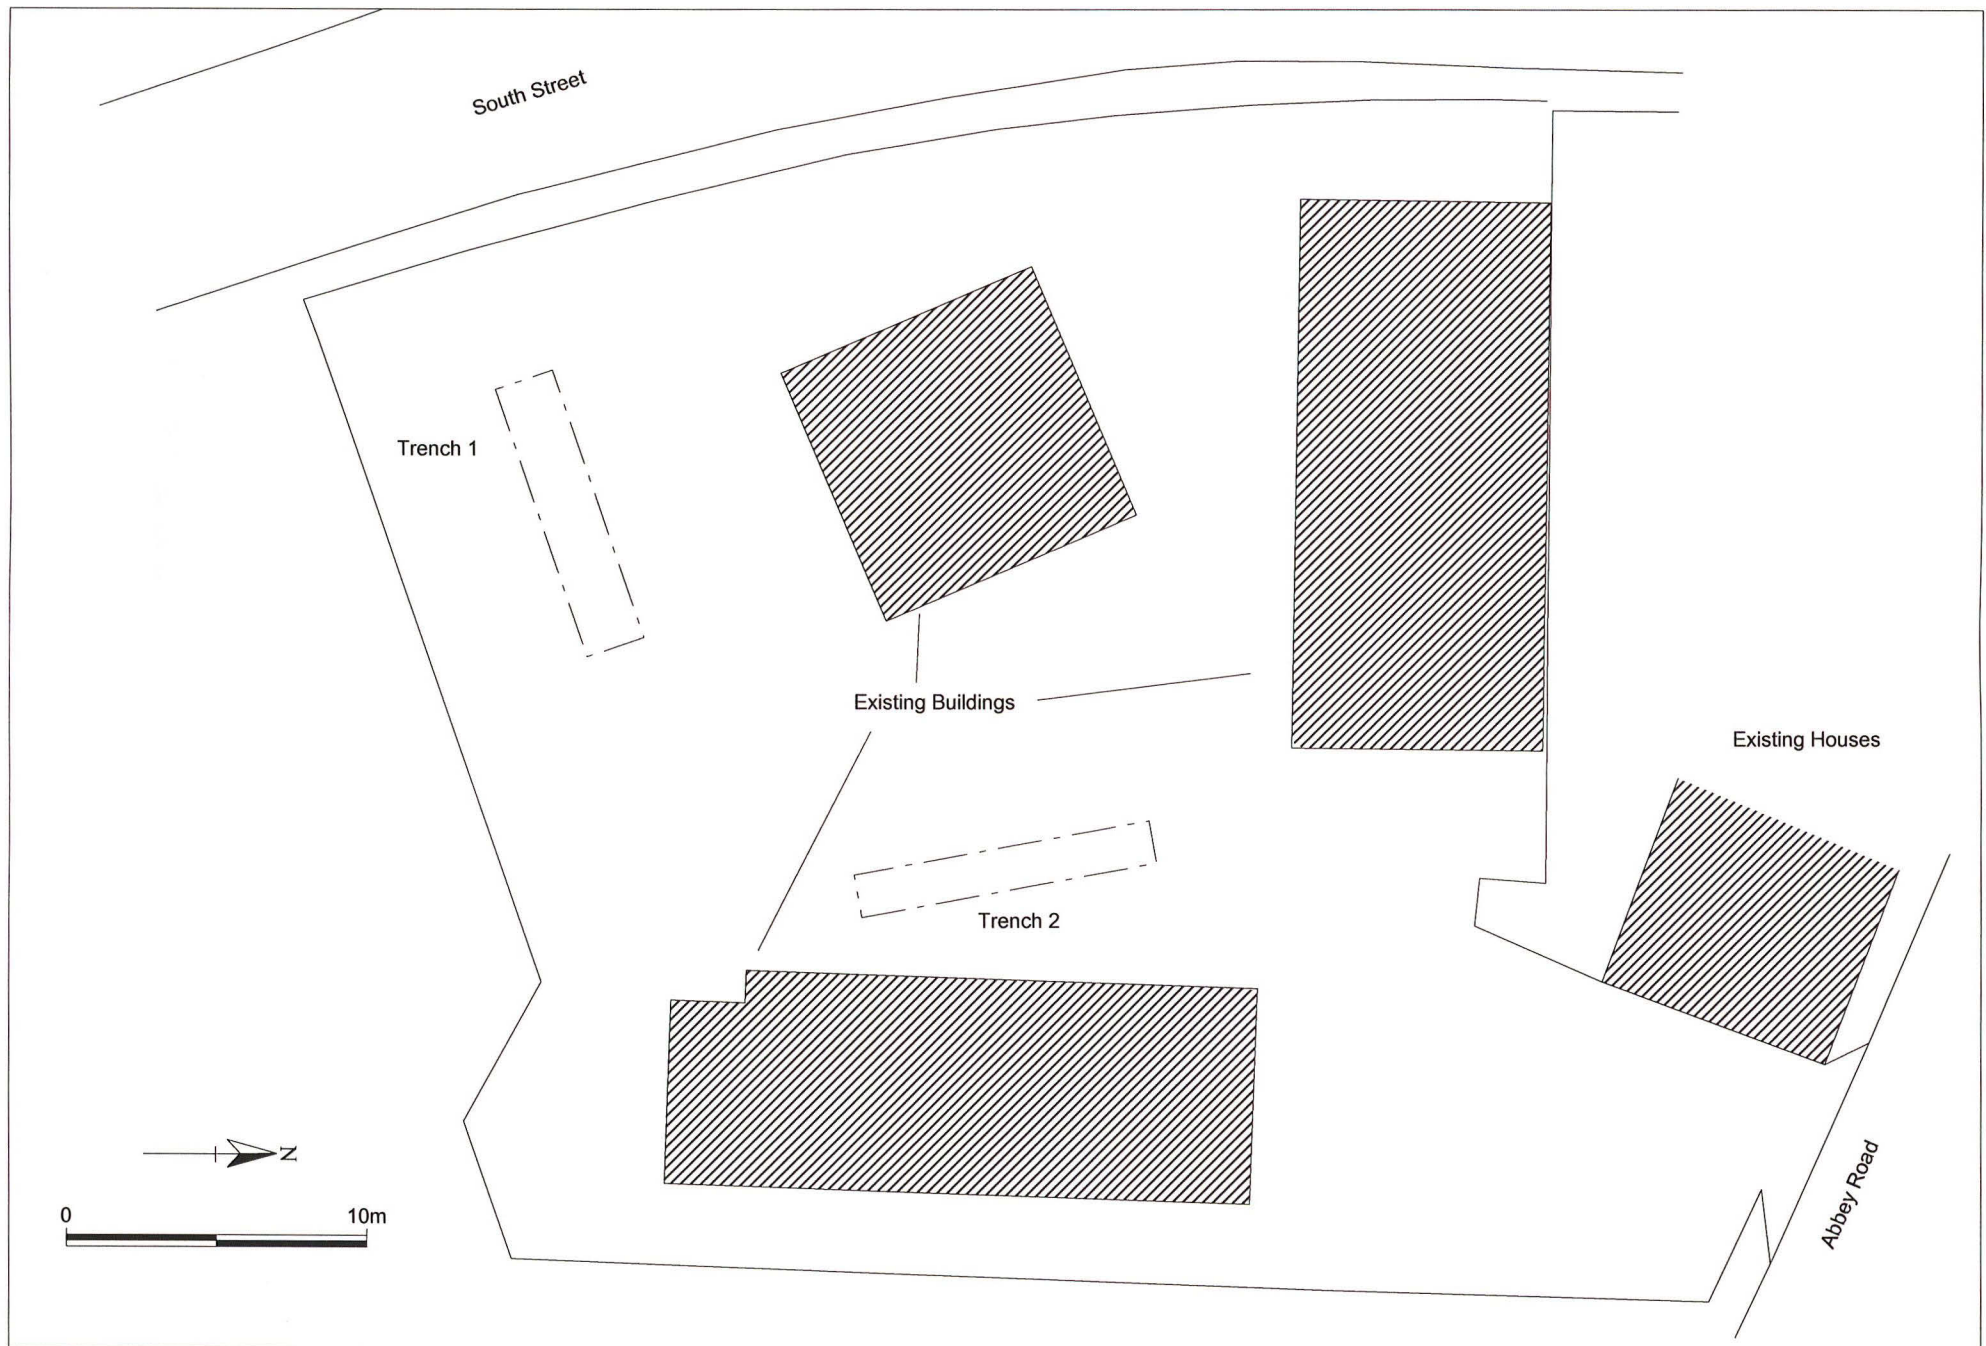 South Street
Trench 1
Existing Buildings
Existing Houses
Trench 2
N
0 10m
Abbey Road